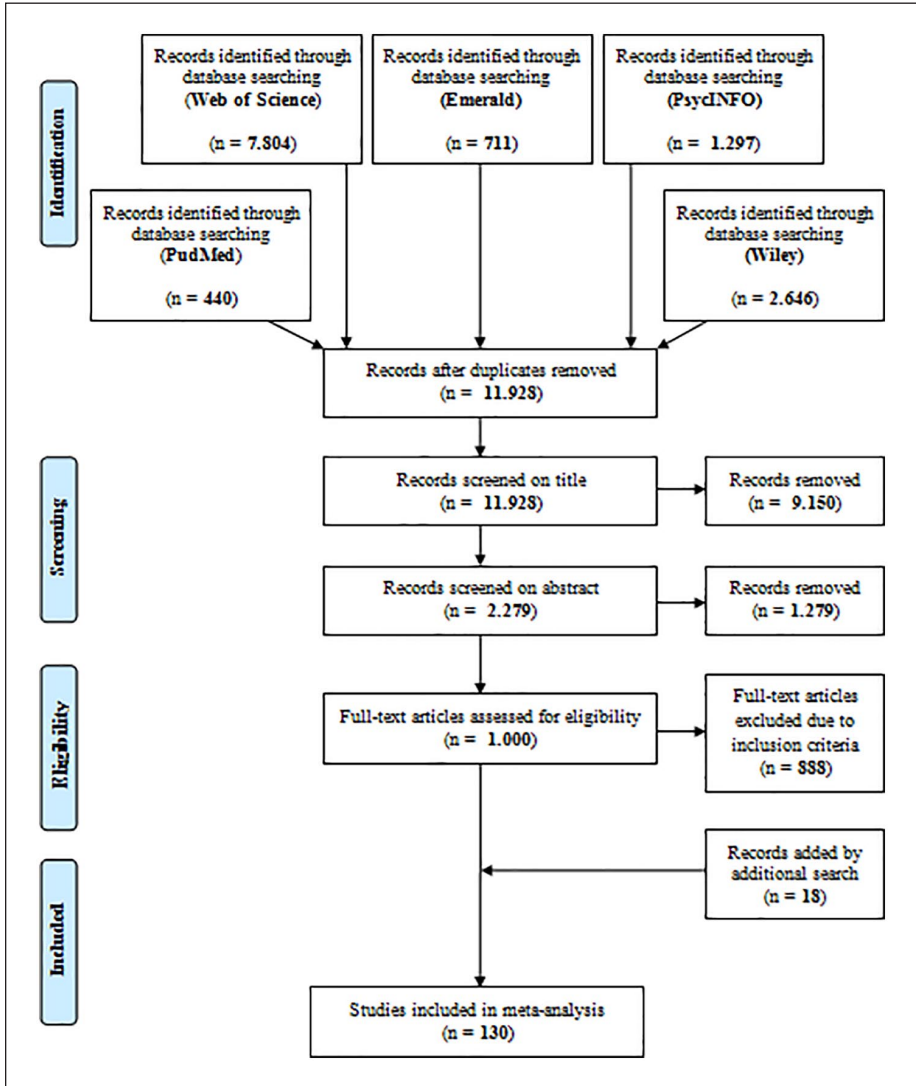 Identification
Records identified through
database searching
(Web of Science)
(n = 7.804)
Records identified through
database searching
(Emerald)
(n = 711)
Records identified through
database searching
(PsycINFO)
(n = 1.297)
Records identified through
database searching
(PudMed)
(n = 440)
Records identified through
database searching
(Wiley)
(n = 2.646)
Records after duplicates removed
(n = 11.928)
Screening
Records screened on title
(n = 11.928)
Records removed
(n = 9.150)
Records screened on abstract
(n = 2.279)
Records removed
(n = 1.279)
Eligibility
Full-text articles assessed for eligibility
(n = 1.000)
Full-text articles
excluded due to
inclusion criteria
(n = 888)
Included
Records added by
additional search
(n = 18)
Studies included in meta-analysis
(n = 130)